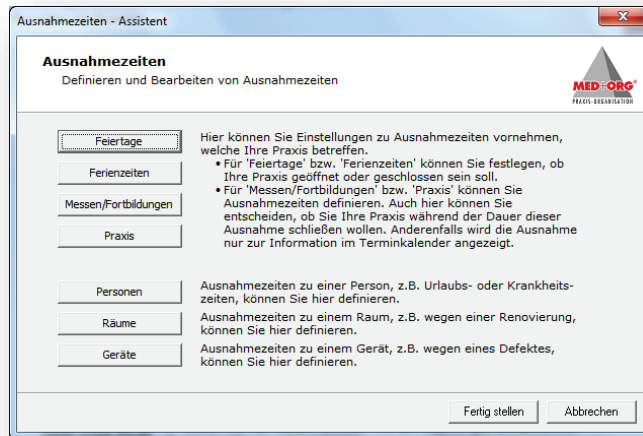 Ausnahmezeiten - Assistent
Ausnahmezeiten
Definieren und Bearbeiten von Ausnahmezeiten
MED+ORG®
PRAXIS-ORGANISATION
Feiertage
Ferienzeiten
Messen/Fortbildungen
Praxis
Hier können Sie Einstellungen zu Ausnahmezeiten vornehmen,
welche Ihre Praxis betreffen.
• Für 'Feiertage' bzw. 'Ferienzeiten' können Sie festlegen, ob
Ihre Praxis geöffnet oder geschlossen sein soll.
• Für 'Messen/Fortbildungen' bzw. 'Praxis' können Sie
Ausnahmezeiten definieren. Auch hier können Sie
entscheiden, ob Sie Ihre Praxis während der Dauer dieser
Ausnahme schließen wollen. Anderenfalls wird die Ausnahme
nur zur Information im Terminkalender angezeigt.
Personen
Ausnahmezeiten zu einer Person, z.B. Urlaubs- oder Krankheits-
zeiten, können Sie hier definieren.
Räume
Ausnahmezeiten zu einem Raum, z.B. wegen einer Renovierung,
können Sie hier definieren.
Geräte
Ausnahmezeiten zu einem Gerät, z.B. wegen eines Defektes,
können Sie hier definieren.
Fertig stellen
Abbrechen